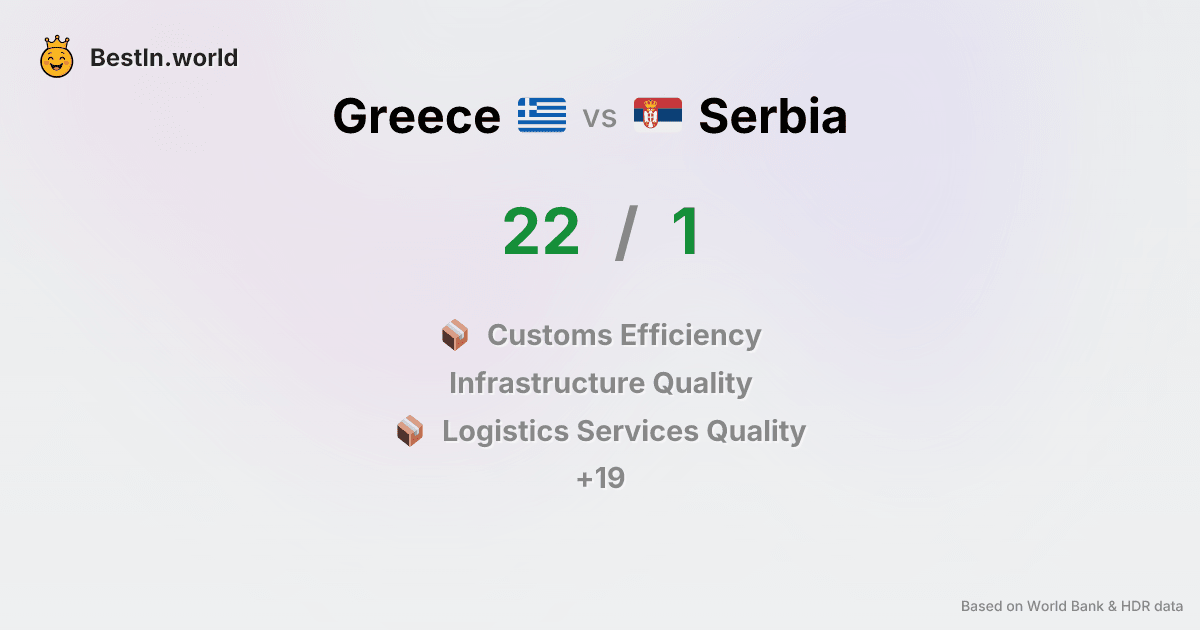 BestIn.world
Greece vs Serbia
22 / 1
Customs Efficiency
Infrastructure Quality
Logistics Services Quality
+19
Based on World Bank & HDR data